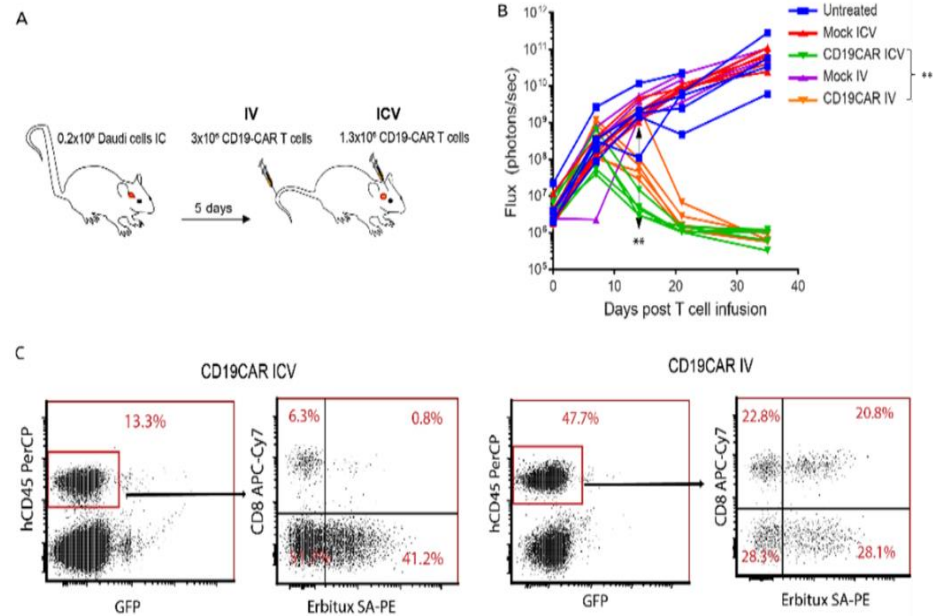 A
IV
ICV
0.2x10⁶ Daudi cells IC
3x10⁶ CD19-CAR T cells
1.3x10⁶ CD19-CAR T cells
5 days
B
Flux (photons/sec)
10¹²
10¹¹
10¹⁰
10⁹
10⁸
10⁷
10⁶
10⁵
0 10 20 30 40
Days post T cell infusion
**
Untreated
Mock ICV
CD19CAR ICV
Mock IV
CD19CAR IV
**
C
CD19CAR ICV
13.3%
hCD45 PerCP
GFP
6.3% 0.8%
CD8 APC-Cy7
41.2%
Erbitux SA-PE
CD19CAR IV
47.7%
hCD45 PerCP
GFP
22.8% 20.8%
CD8 APC-Cy7
28.3% 28.1%
Erbitux SA-PE